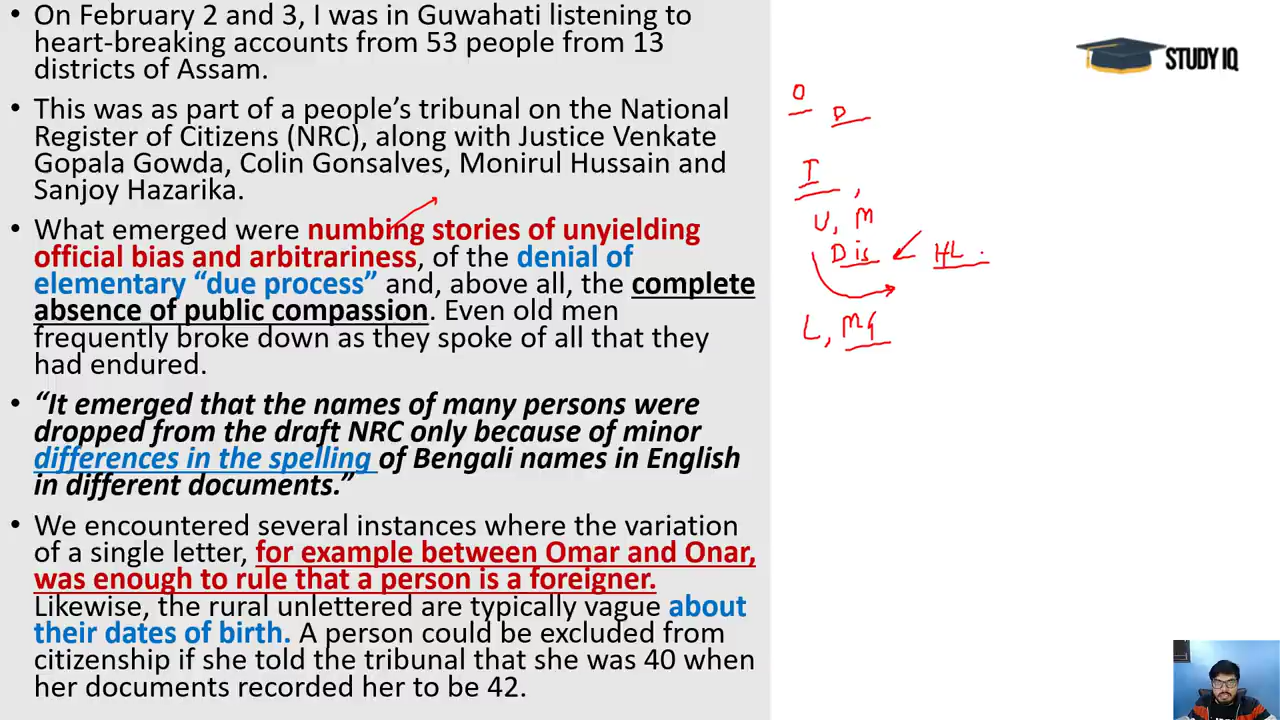 • On February 2 and 3, I was in Guwahati listening to
heart-breaking accounts from 53 people from 13
districts of Assam.
• This was as part of a people’s tribunal on the National
Register of Citizens (NRC), along with Justice Venkate
Gopala Gowda, Colin Gonsalves, Monirul Hussain and
Sanjoy Hazarika.
• What emerged were numbing stories of unyielding
official bias and arbitrariness, of the denial of
elementary “due process” and, above all, the complete
absence of public compassion. Even old men
frequently broke down as they spoke of all that they
had endured.
• “It emerged that the names of many persons were
dropped from the draft NRC only because of minor
differences in the spelling of Bengali names in English
in different documents.”
• We encountered several instances where the variation
of a single letter, for example between Omar and Onar,
was enough to rule that a person is a foreigner.
Likewise, the rural unlettered are typically vague about
their dates of birth. A person could be excluded from
citizenship if she told the tribunal that she was 40 when
her documents recorded her to be 42.
STUDY IQ
O
D
I,
U, M
Dis HL.
L,